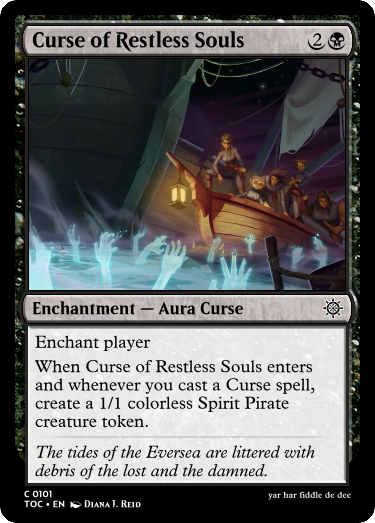 Curse of Restless Souls 2
Enchantment — Aura Curse
Enchant player
When Curse of Restless Souls enters
and whenever you cast a Curse spell,
create a 1/1 colorless Spirit Pirate
creature token.
The tides of the Eversea are littered with
debris of the lost and the damned.
C 0101
TOC • EN Diana J. Reid
yar har fiddle de dee